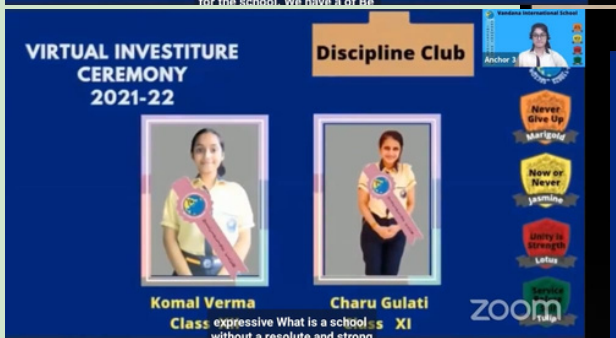 for the school. We have a of Be
VIRTUAL INVESTITURE
CEREMONY
2021-22
Discipline Club
Vandana International School
Anchor 3
Never
Give Up
Marigold
Now or
Never
Jasmine
Unity is
Strength
Lotus
Service
Tulip
Komal Verma
Class
Charu Gulati
Class XI
expressive What is a school
without a resolute and strong
zoom